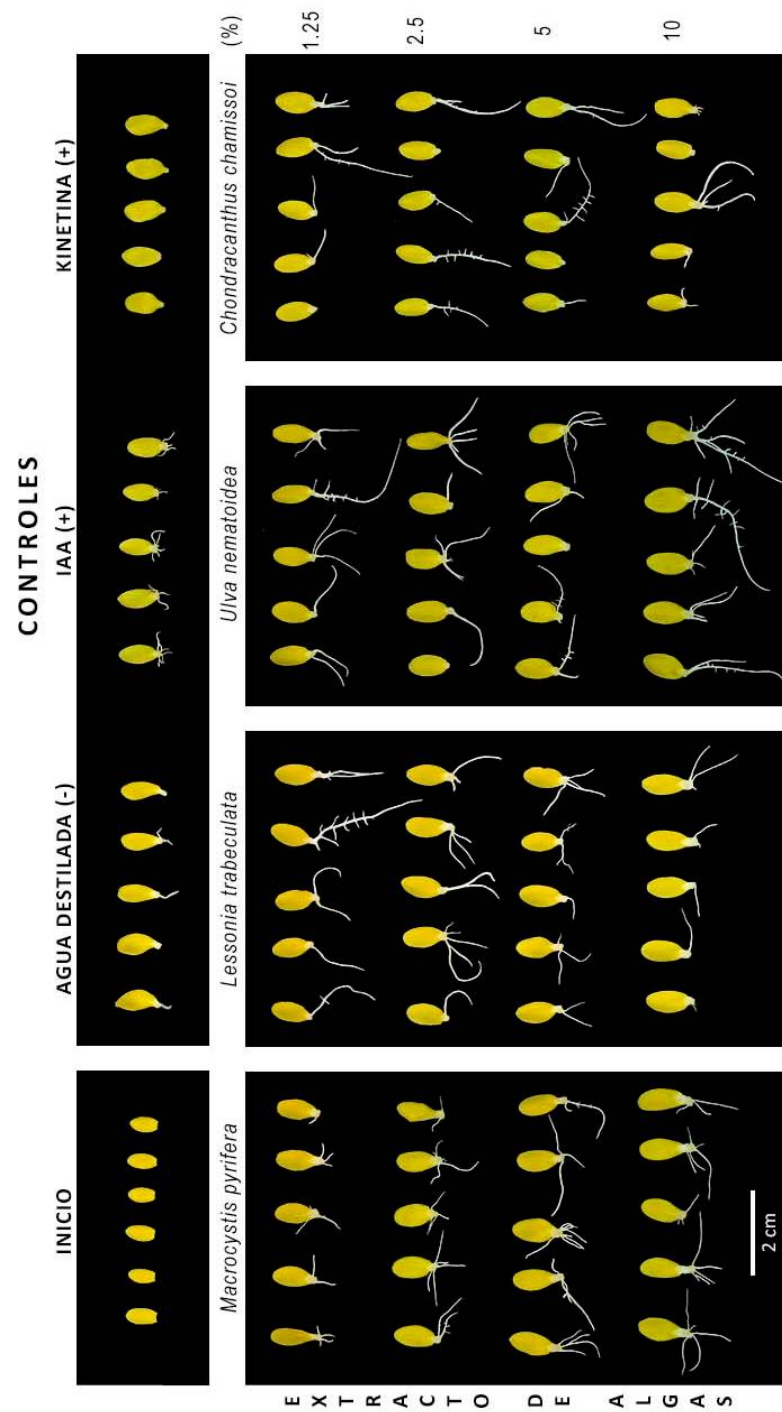 CONTROLES
INICIO
AGUA DESTILADA (-)
IAA (+)
KINETINA (+)
Macrocystis pyrifera
Lessonia trabeculata
Ulva nematoidea
Chondracanthus chamissoi
(%)
1.25
2.5
5
10
EXTRACTO DE ALGAS
2 cm